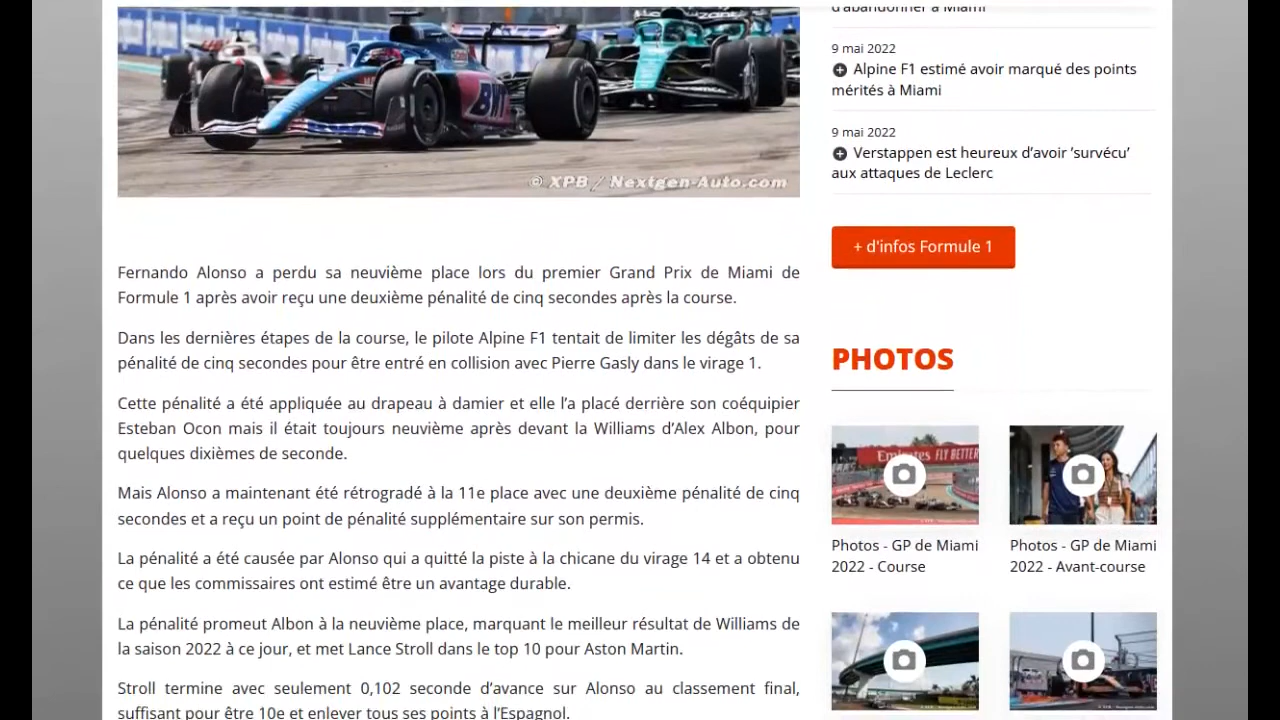 © XPB / Nextgen-Auto.com
Fernando Alonso a perdu sa neuvième place lors du premier Grand Prix de Miami de
Formule 1 après avoir reçu une deuxième pénalité de cinq secondes après la course.
Dans les dernières étapes de la course, le pilote Alpine F1 tentait de limiter les dégâts de sa
pénalité de cinq secondes pour être entré en collision avec Pierre Gasly dans le virage 1.
Cette pénalité a été appliquée au drapeau à damier et elle l’a placé derrière son coéquipier
Esteban Ocon mais il était toujours neuvième après devant la Williams d’Alex Albon, pour
quelques dixièmes de seconde.
Mais Alonso a maintenant été rétrogradé à la 11e place avec une deuxième pénalité de cinq
secondes et a reçu un point de pénalité supplémentaire sur son permis.
La pénalité a été causée par Alonso qui a quitté la piste à la chicane du virage 14 et a obtenu
ce que les commissaires ont estimé être un avantage durable.
La pénalité promeut Albon à la neuvième place, marquant le meilleur résultat de Williams de
la saison 2022 à ce jour, et met Lance Stroll dans le top 10 pour Aston Martin.
Stroll termine avec seulement 0,102 seconde d’avance sur Alonso au classement final,
suffisant pour être 10e et enlever tous les points à l’Espagnol.
d’abandonner à Miami
9 mai 2022
Alpine F1 estimé avoir marqué des points
mérités à Miami
9 mai 2022
Verstappen est heureux d’avoir ‘survécu’
aux attaques de Leclerc
+ d'infos Formule 1
PHOTOS
Emirates FLY BETTER
Photos - GP de Miami
2022 - Course
Photos - GP de Miami
2022 - Avant-course